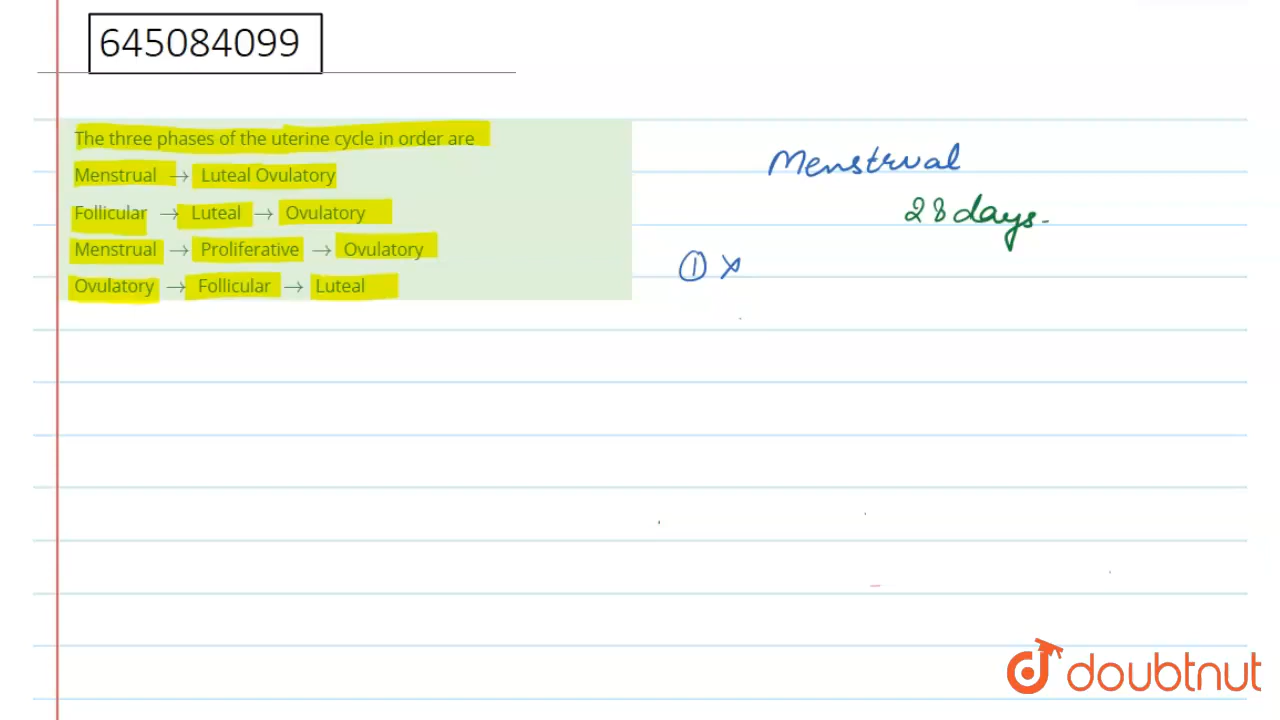 645084099
The three phases of the uterine cycle in order are
Menstrual → Luteal Ovulatory
Follicular → Luteal → Ovulatory
Menstrual → Proliferative → Ovulatory
Ovulatory → Follicular → Luteal
Menstrual
28 days.
① ×
doubtnut